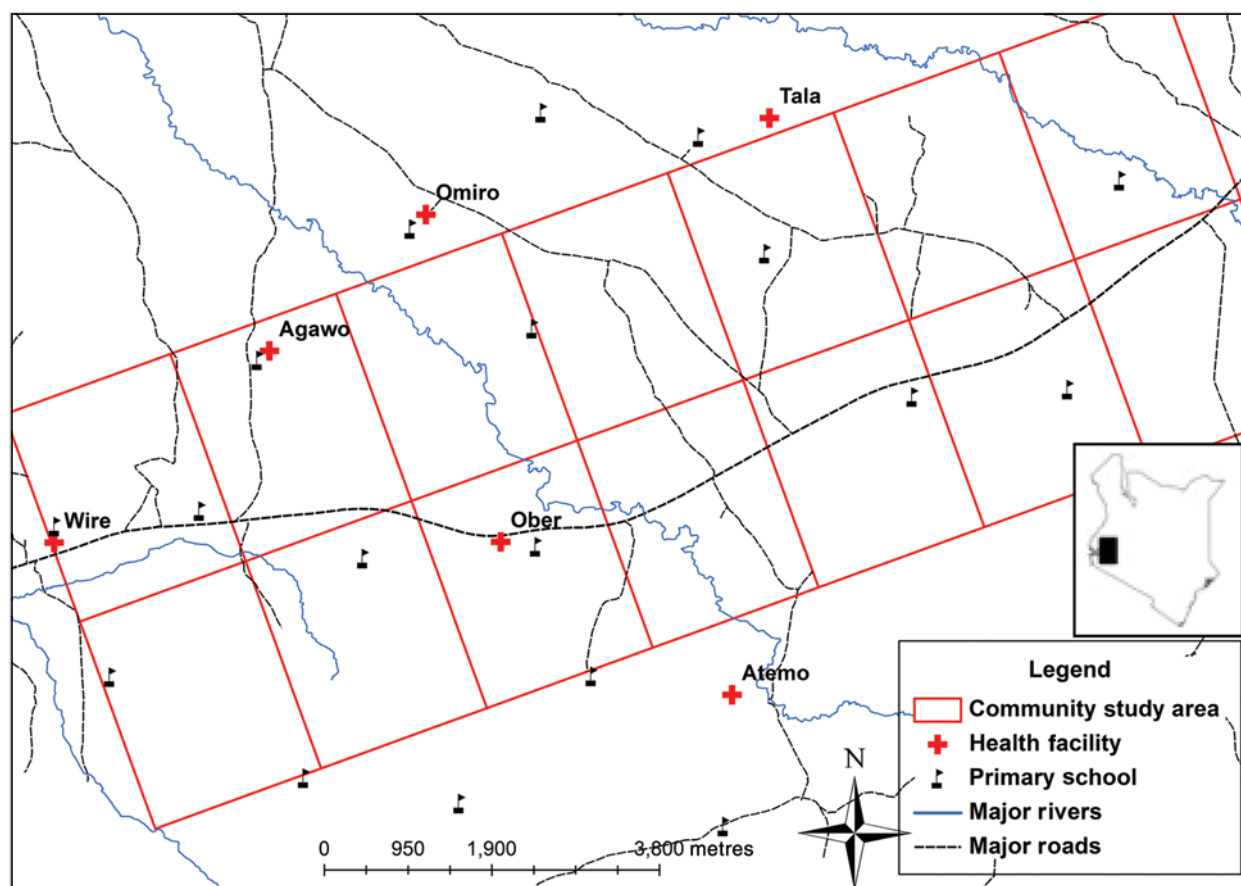 Tala
Omiro
Agawo
Wire
Ober
Atemo
Legend
Community study area
Health facility
Primary school
Major rivers
Major roads
N
0 950 1,900 3,800 metres